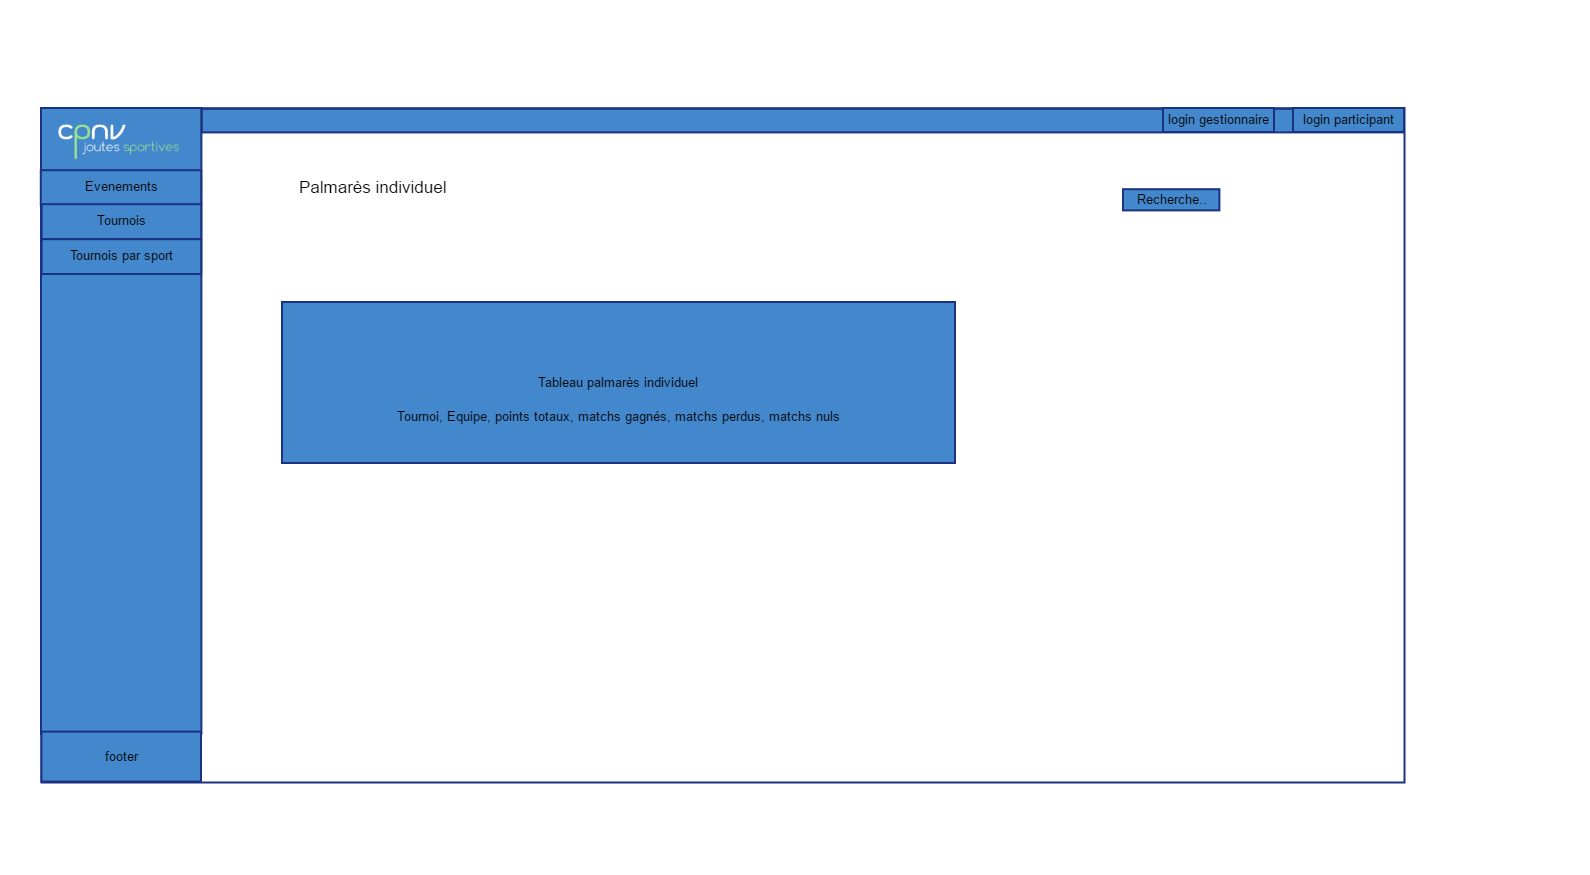 cpnv
joutes sportives
login gestionnaire
login participant
Evenements
Tournois
Tournois par sport
Palmarès individuel
Recherche..
Tableau palmarès individuel
Tournoi, Equipe, points totaux, matchs gagnés, matchs perdus, matchs nuls
footer